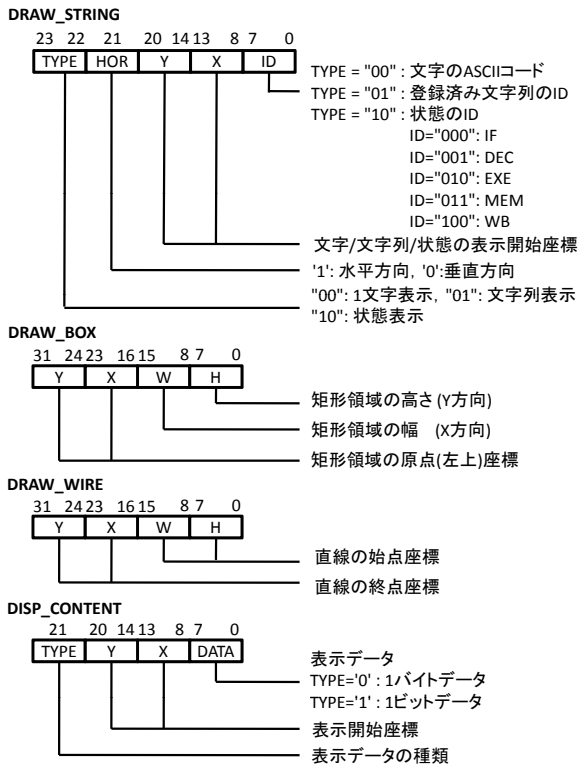 DRAW_STRING
23 22 21 20 14 13 8 7 0
TYPE HOR Y X ID
TYPE = "00" : 文字のASCIIコード
TYPE = "01" : 登録済み文字列のID
TYPE = "10" : 状態のID
ID="000": IF
ID="001": DEC
ID="010": EXE
ID="011": MEM
ID="100": WB
文字/文字列/状態の表示開始座標
'1': 水平方向, '0':垂直方向
"00": 1文字表示, "01": 文字列表示
"10": 状態表示
DRAW_BOX
31 24 23 16 15 8 7 0
Y X W H
矩形領域の高さ(Y方向)
矩形領域の幅 (X方向)
矩形領域の原点(左上)座標
DRAW_WIRE
31 24 23 16 15 8 7 0
Y X W H
直線の始点座標
直線の終点座標
DISP_CONTENT
21 20 14 13 8 7 0
TYPE Y X DATA
表示データ
TYPE='0' : 1バイトデータ
TYPE='1' : 1ビットデータ
表示開始座標
表示データの種類